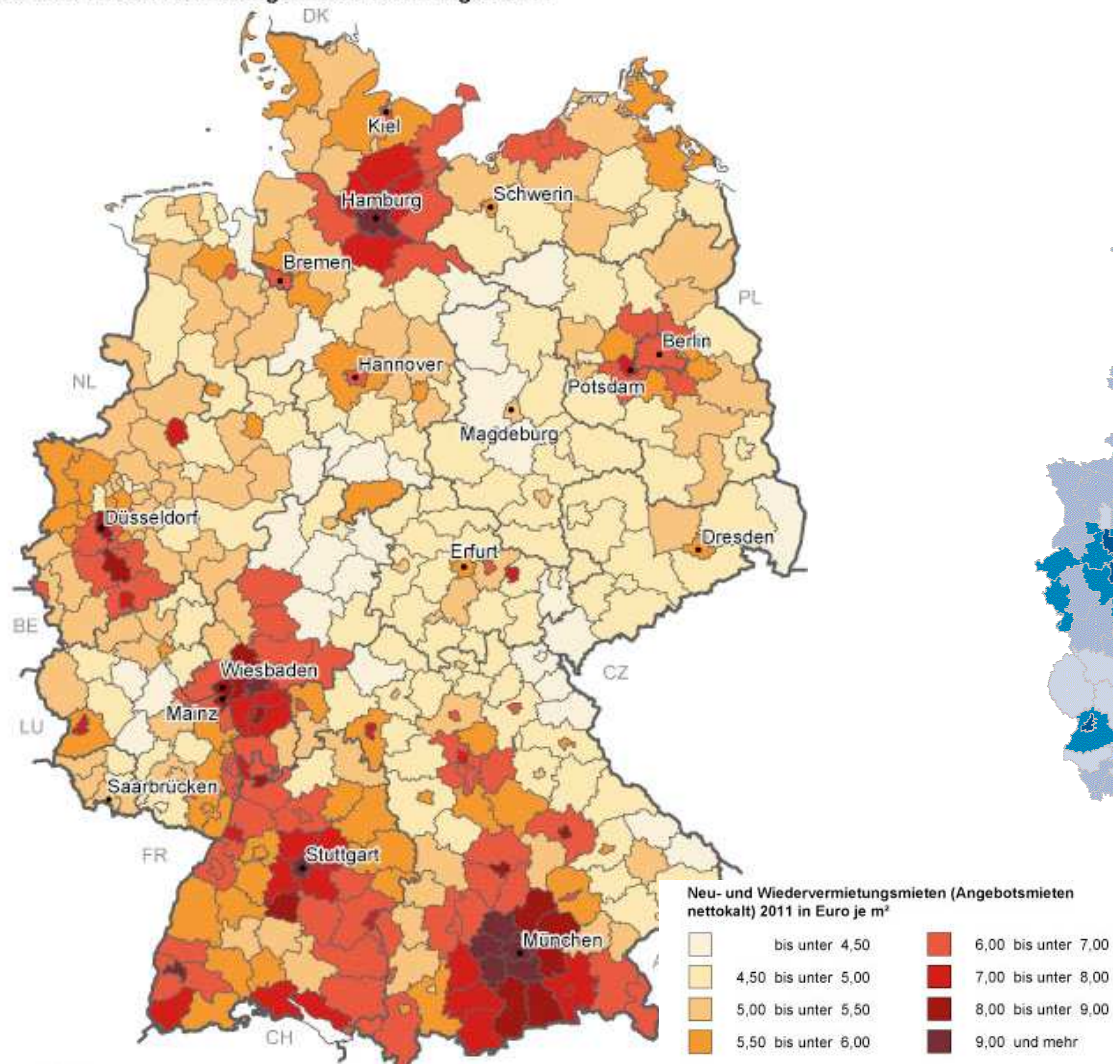 DK
Kiel
Hamburg
Schwerin
Bremen
PL
Berlin
Hannover
NL
Potsdam
Magdeburg
Düsseldorf
Dresden
Erfurt
BE
Wiesbaden
CZ
Mainz
LU
Saarbrücken
FR
Stuttgart
München
A
CH
Neu- und Wiedervermietungsmieten (Angebotsmieten
nettokalt) 2011 in Euro je m²
bis unter 4,50
4,50 bis unter 5,00
5,00 bis unter 5,50
5,50 bis unter 6,00
6,00 bis unter 7,00
7,00 bis unter 8,00
8,00 bis unter 9,00
9,00 und mehr